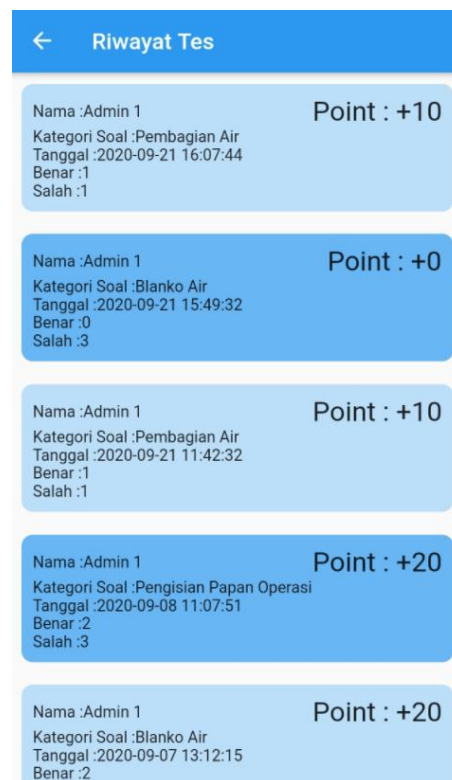 Riwayat Tes
Nama :Admin 1 Point : +10
Kategori Soal :Pembagian Air
Tanggal :2020-09-21 16:07:44
Benar :1
Salah :1
Nama :Admin 1 Point : +0
Kategori Soal :Blanko Air
Tanggal :2020-09-21 15:49:32
Benar :0
Salah :3
Nama :Admin 1 Point : +10
Kategori Soal :Pembagian Air
Tanggal :2020-09-21 11:42:32
Benar :1
Salah :1
Nama :Admin 1 Point : +20
Kategori Soal :Pengisian Papan Operasi
Tanggal :2020-09-08 11:07:51
Benar :2
Salah :3
Nama :Admin 1 Point : +20
Kategori Soal :Blanko Air
Tanggal :2020-09-07 13:12:15
Benar :2